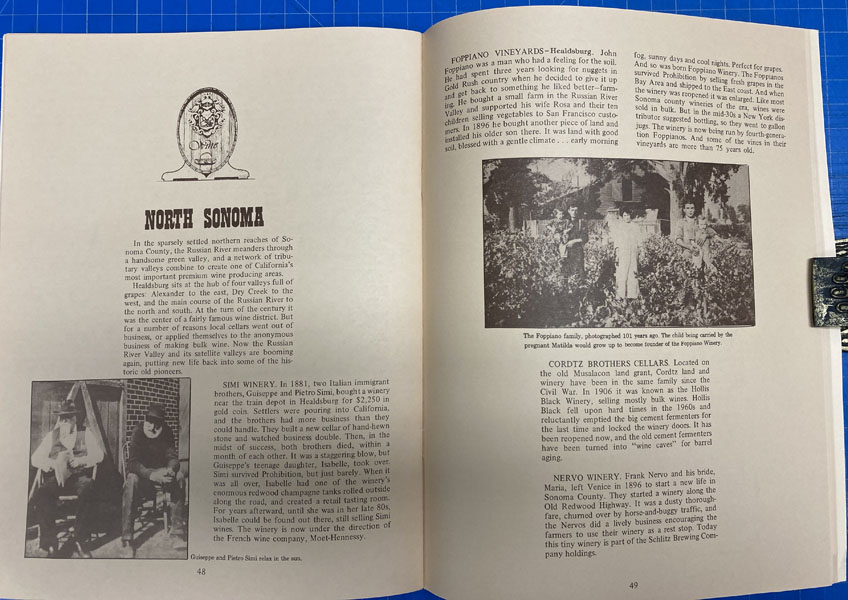 Wine
NORTH SONOMA
In the sparsely settled northern reaches of So-
noma County, the Russian River meanders through
a handsome green valley, and a network of tribu-
tary valleys combine to create one of California's
most important premium wine producing areas.
Healdsburg sits at the hub of four valleys full of
grapes: Alexander to the east, Dry Creek to the
west, and the main course of the Russian River to
the north and south. At the turn of the century it
was the center of a fairly famous wine district. But
for a number of reasons local cellars went out of
business, or applied themselves to the anonymous
business of making bulk wine. Now the Russian
River Valley and its satellite valleys are booming
again, putting new life back into some of the his-
toric old pioneers.
SIMI WINERY. In 1881, two Italian immigrant
brothers, Guiseppe and Pietro Simi, bought a winery
near the train depot in Healdsburg for $2,250 in
gold coin. Settlers were pouring into California,
and the brothers had more business than they
could handle. They built a new cellar of hand-hewn
stone and watched business double. Then, in the
midst of success, both brothers died, within a
month of each other. It was a staggering blow, but
Guiseppe's teenage daughter, Isabelle, took over.
Simi survived Prohibition, but just barely. When it
was all over, Isabelle had one of the winery's
enormous redwood champagne tanks rolled outside
along the road, and created a retail tasting room.
For years afterward, until she was in her late 80s,
Isabelle could be found out there, still selling Simi
wines. The winery is now under the direction of
the French wine company, Moet-Hennessy.
Guiseppe and Pietro Simi relax in the sun.
48
FOPPIANO VINEYARDS–Healdsburg. John
Foppiano was a man who had a feeling for the soil.
He had spent three years looking for nuggets in
Gold Rush country when he decided to give it up
and get back to something he liked better–farm-
ing. He bought a small farm in the Russian River
Valley and supported his wife Rosa and their ten
children selling vegetables to San Francisco custo-
mers. In 1896 he bought another piece of land and
installed his older son there. It was land with good
soil, blessed with a gentle climate . . . early morning
fog, sunny days and cool nights. Perfect for grapes.
And so was born Foppiano Winery. The Foppianos
survived Prohibition by selling fresh grapes in the
Bay Area and shipped to the East coast. And when
the winery was reopened it was enlarged. Like most
Sonoma county wineries of the era, wines were
sold in bulk. But in the mid-30s a New York dis-
tributor suggested bottling, so they went to gallon
jugs. The winery is now being run by fourth-genera-
tion Foppianos. And some of the vines in their
vineyards are more than 75 years old.
The Foppiano family, photographed 101 years ago. The child being carried by the
pregnant Matilda would grow up to become founder of the Foppiano Winery.
CORDTZ BROTHERS CELLARS. Located on
the old Musalacon land grant, Cordtz land and
winery have been in the same family since the
Civil War. In 1906 it was known as the Hollis
Black Winery, selling mostly bulk wines. Hollis
Black fell upon hard times in the 1960s and
reluctantly emptied the big cement fermenters for
the last time and locked the winery doors. It has
been reopened now, and the old cement fermenters
have been turned into "wine caves" for barrel
aging.
NERVO WINERY. Frank Nervo and his bride,
Maria, left Venice in 1896 to start a new life in
Sonoma County. They started a winery along the
Old Redwood Highway. It was a dusty thorough-
fare, churned over by horse-and-buggy traffic, and
the Nervos did a lively business encouraging the
farmers to use their winery as a rest stop. Today
this tiny winery is part of the Schlitz Brewing Com-
pany holdings.
49